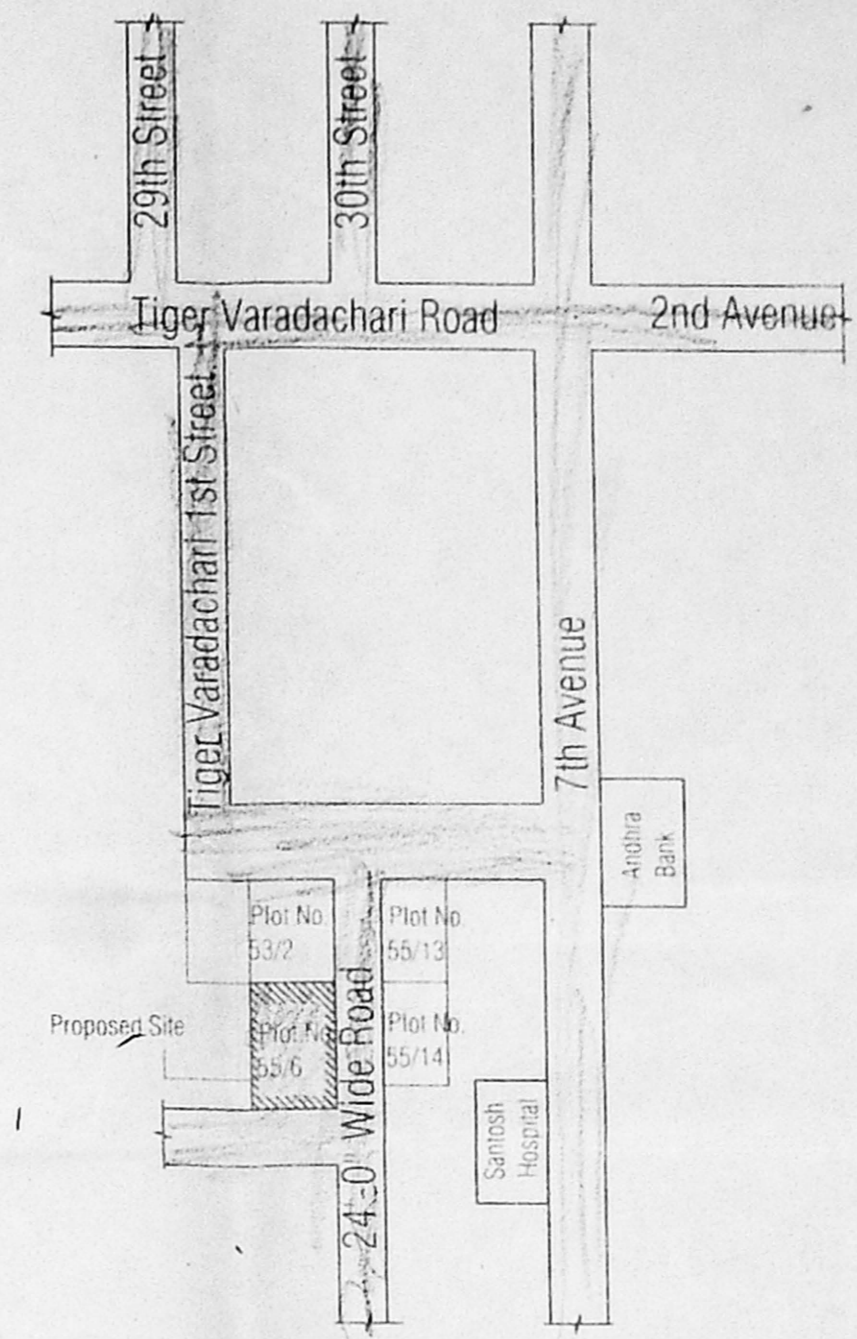 29th Street
30th Street
Tiger Varadachari Road
2nd Avenue
Tiger Varadachari 1st Street
7th Avenue
Andhra
Bank
Plot No.
53/2
Plot No.
55/13
Proposed Site
Plot No.
55/6
Plot No.
55/14
24'-0" Wide Road
Santosh
Hospital